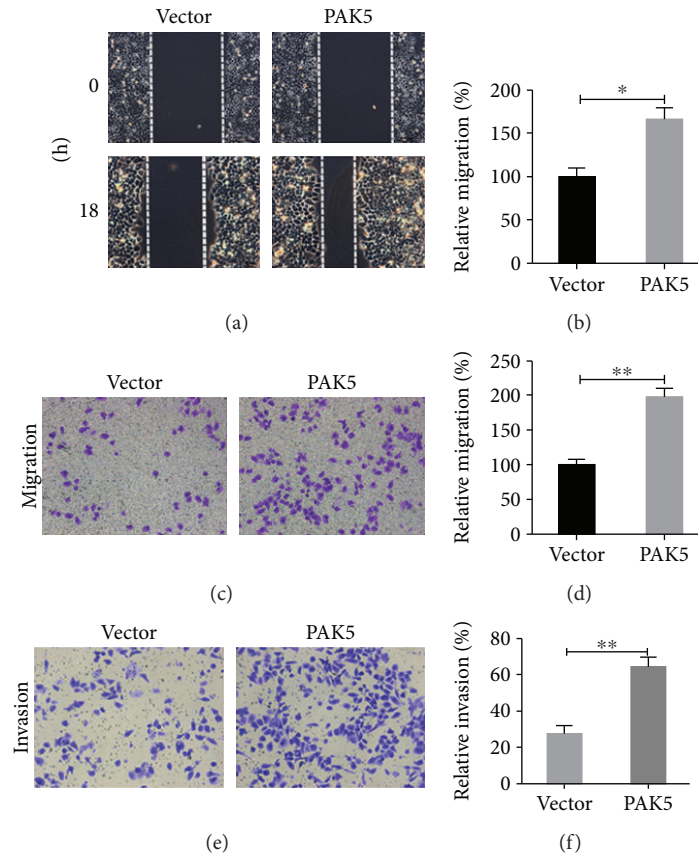 Vector PAK5
0
(h)
18
(a)
Relative migration (%)
200
150
100
50
0
*
Vector PAK5
(b)
Vector PAK5
Migration
(c)
Relative migration (%)
250
200
150
100
50
0
**
Vector PAK5
(d)
Vector PAK5
Invasion
(e)
Relative invasion (%)
80
60
40
20
0
**
Vector PAK5
(f)